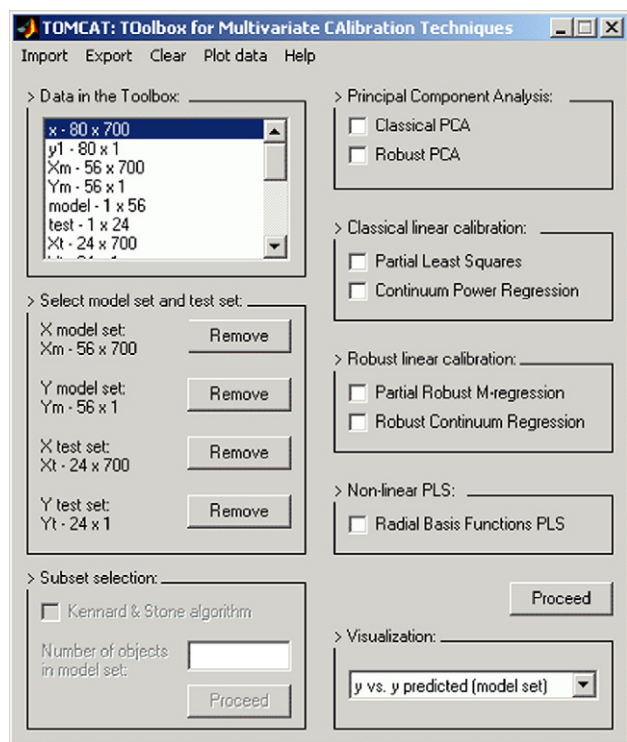 TOMCAT: TOolbox for Multivariate CAlibration Techniques
Import Export Clear Plot data Help
> Data in the Toolbox:
x - 80 x 700
y1 - 80 x 1
Xm - 56 x 700
Ym - 56 x 1
model - 1 x 56
test - 1 x 24
Xt - 24 x 700
> Select model set and test set:
X model set:
Xm - 56 x 700
Remove
Y model set:
Ym - 56 x 1
Remove
X test set:
Xt - 24 x 700
Remove
Y test set:
Yt - 24 x 1
Remove
> Subset selection:
Kennard & Stone algorithm
Number of objects
in model set:
Proceed
> Principal Component Analysis:
Classical PCA
Robust PCA
> Classical linear calibration:
Partial Least Squares
Continuum Power Regression
> Robust linear calibration:
Partial Robust M-regression
Robust Continuum Regression
> Non-linear PLS:
Radial Basis Functions PLS
Proceed
> Visualization:
y vs. y predicted (model set)